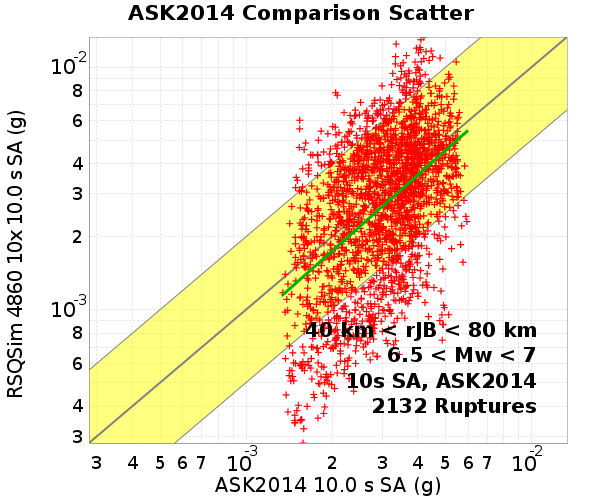 ASK2014 Comparison Scatter
RSQSim 4860 10x 10.0 s SA (g)
10-2
8
6
4
3
2
10-3
8
6
4
3
40 km < rJB < 80 km
6.5 < Mw < 7
10s SA, ASK2014
2132 Ruptures
3 4 5 6 7 10-3 2 3 4 5 6 7 10-2
ASK2014 10.0 s SA (g)